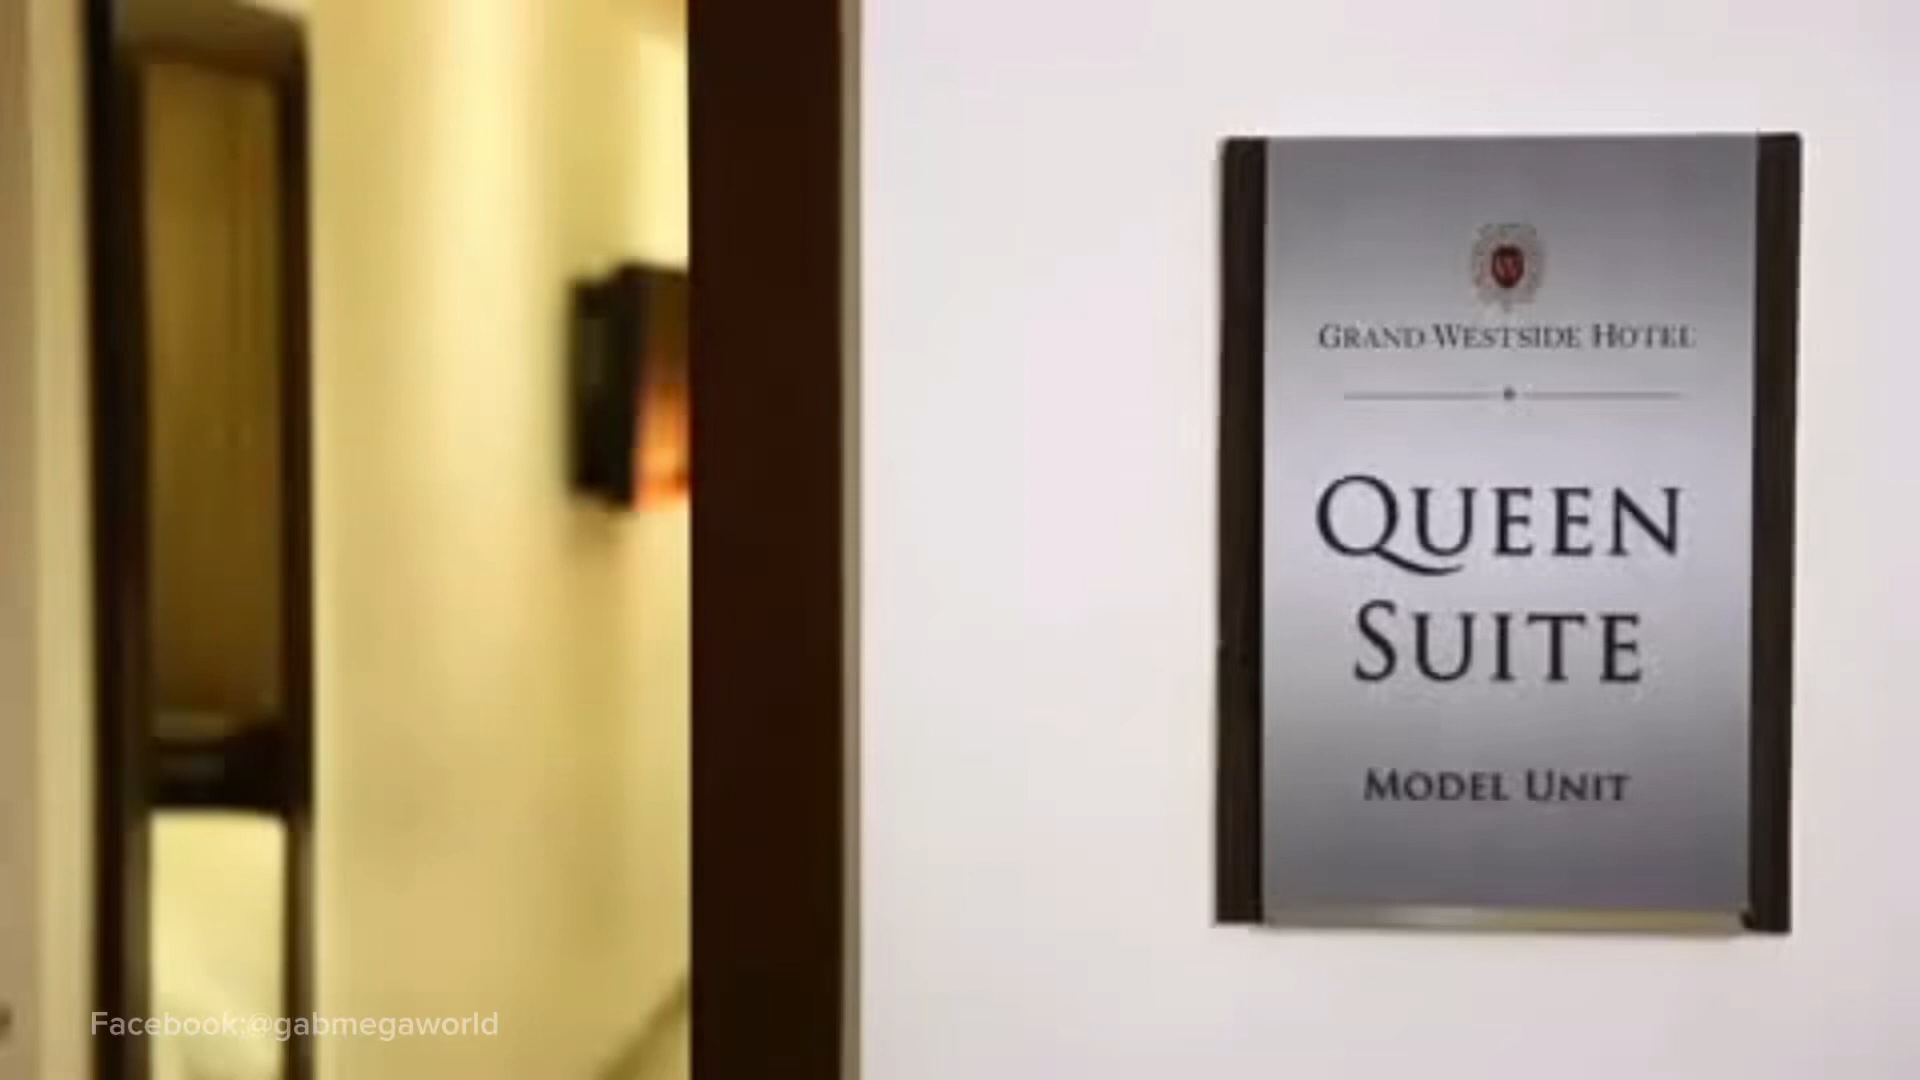 GRAND WESTSIDE HOTEL
QUEEN
SUITE
MODEL UNIT
Facebook:@gabmegaworld